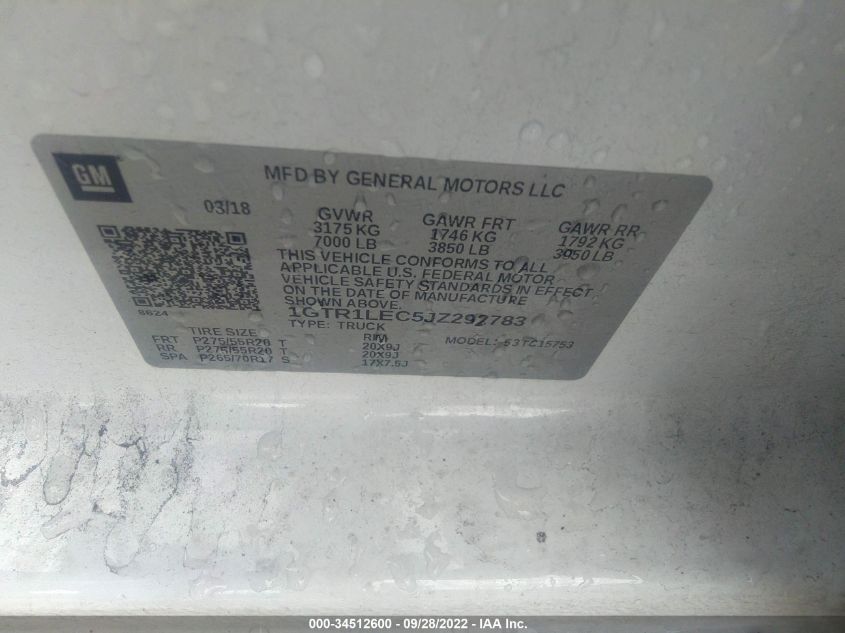 GM
MFD BY GENERAL MOTORS LLC
03/18
GVWR GAWR FRT GAWR RR
3175 KG 1746 KG 1792 KG
7000 LB 3850 LB 3950 LB
THIS VEHICLE CONFORMS TO ALL
APPLICABLE U.S. FEDERAL MOTOR
VEHICLE SAFETY STANDARDS IN EFFECT
ON THE DATE OF MANUFACTURE
SHOWN ABOVE.
8624
1GTR1LEC5JZ292783
TYPE: TRUCK MODEL: 53TC15753
TIRE SIZE RIM
FRT P275/55R20 T 20X9J
RR P275/55R20 T 20X9J
SPA P265/70R17 S 17X7.5J
000-34512600 - 09/28/2022 - IAA Inc.